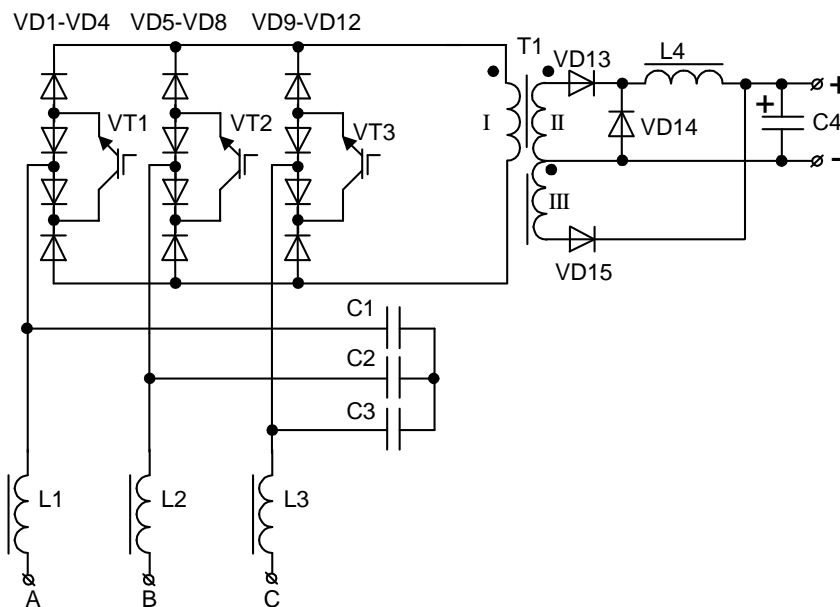 VD1-VD4 VD5-VD8 VD9-VD12
T1
VD13
L4
+
+
VT1
VT2
VT3
I
II
VD14
C4
-
III
VD15
C1
C2
C3
L1
L2
L3
A
B
C